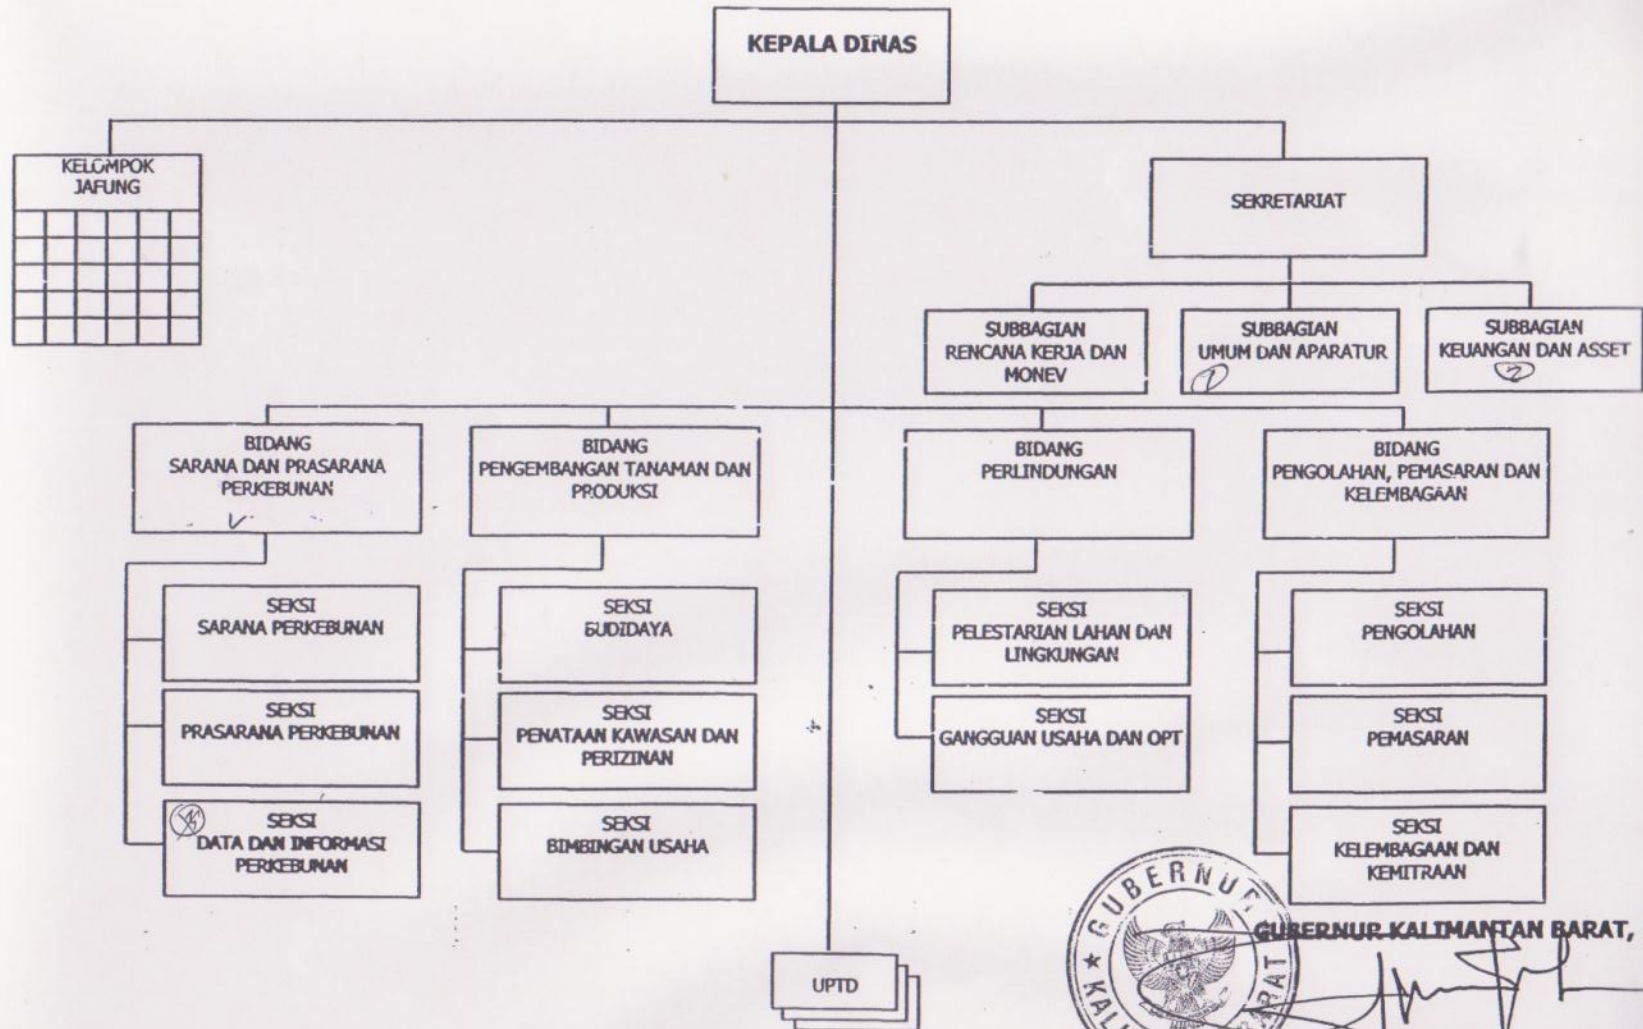 KEPALA DINAS
KELOMPOK
JAFUNG
SEKRETARIAT
SUBBAGIAN
RENCANA KERJA DAN
MONEV
SUBBAGIAN
UMUM DAN APARATUR
1
SUBBAGIAN
KEUANGAN DAN ASSET
2
BIDANG
SARANA DAN PRASARANA
PERKEBUNAN
BIDANG
PENGEMBANGAN TANAMAN DAN
PRODUKSI
BIDANG
PERLINDUNGAN
BIDANG
PENGOLAHAN, PEMASARAN DAN
KELEMBAGAAN
SEKSI
SARANA PERKEBUNAN
SEKSI
PRASARANA PERKEBUNAN
SEKSI
DATA DAN INFORMASI
PERKEBUNAN
SEKSI
BUDIDAYA
SEKSI
PENATAAN KAWASAN DAN
PERIZINAN
SEKSI
BIMBINGAN USAHA
SEKSI
PELESTARIAN LAHAN DAN
LINGKUNGAN
SEKSI
GANGGUAN USAHA DAN OPT
SEKSI
PENGOLAHAN
SEKSI
PEMASARAN
SEKSI
KELEMBAGAAN DAN
KEMITRAAN
UPTD
GUBERNUR
GUBERNUR KALIMANTAN BARAT,